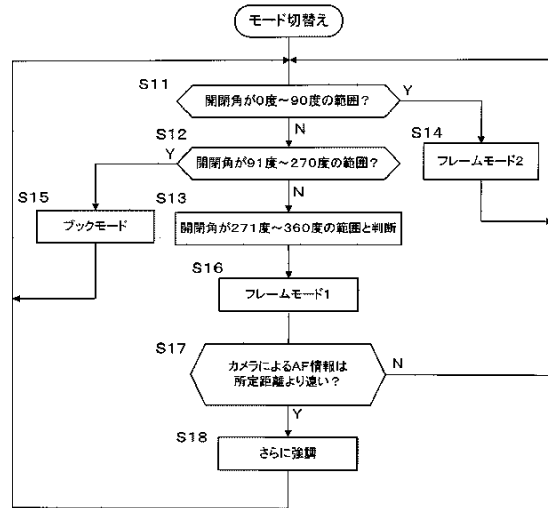 モード切替え
S11
開閉角が0度～90度の範囲?
Y
N
S12
開閉角が91度～270度の範囲?
Y
N
S14
フレームモード2
S15
ブックモード
S13
開閉角が271度～360度の範囲と判断
S16
フレームモード1
S17
カメラによるAF情報は
所定距離より遠い?
N
Y
S18
さらに強調